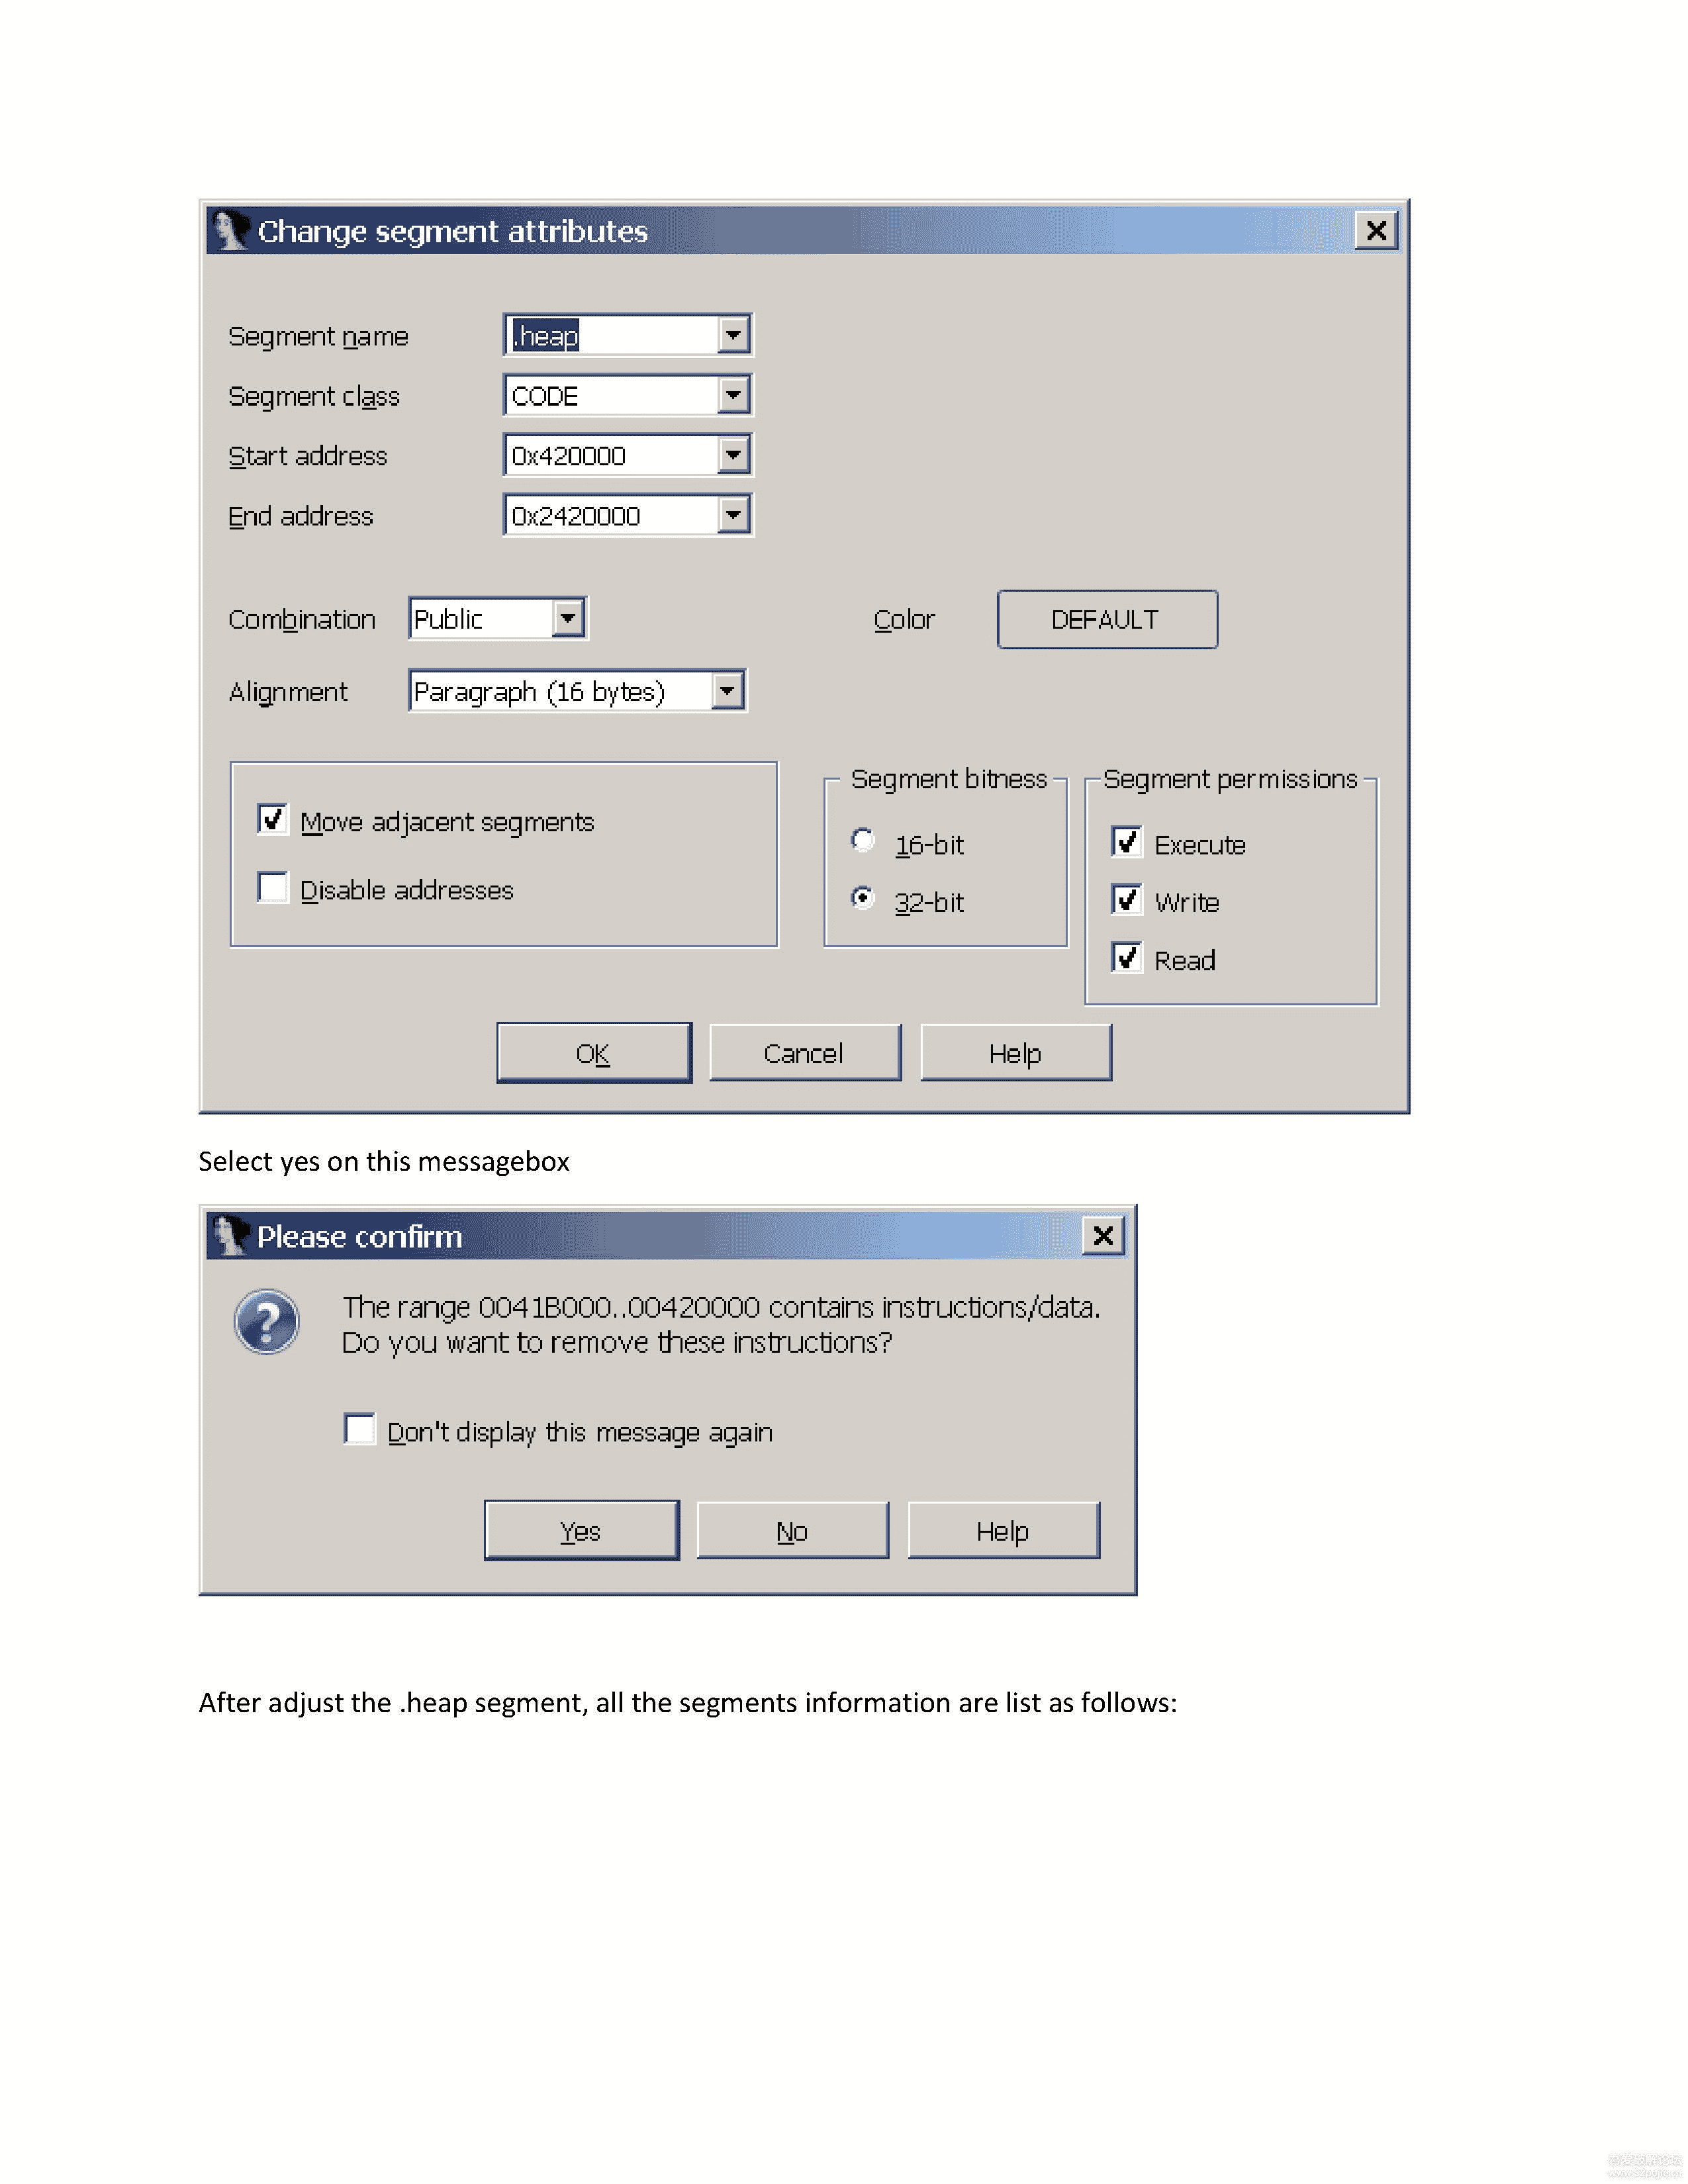 Change segment attributes
Segment name .heap
Segment class CODE
Start address 0x420000
End address 0x2420000
Combination Public Color DEFAULT
Alignment Paragraph (16 bytes)
Segment bitness Segment permissions
Move adjacent segments 16-bit Execute
Disable addresses 32-bit Write
Read
OK Cancel Help
Select yes on this messagebox
Please confirm
The range 0041B000..00420000 contains instructions/data.
Do you want to remove these instructions?
Don't display this message again
Yes No Help
After adjust the .heap segment, all the segments information are list as follows: